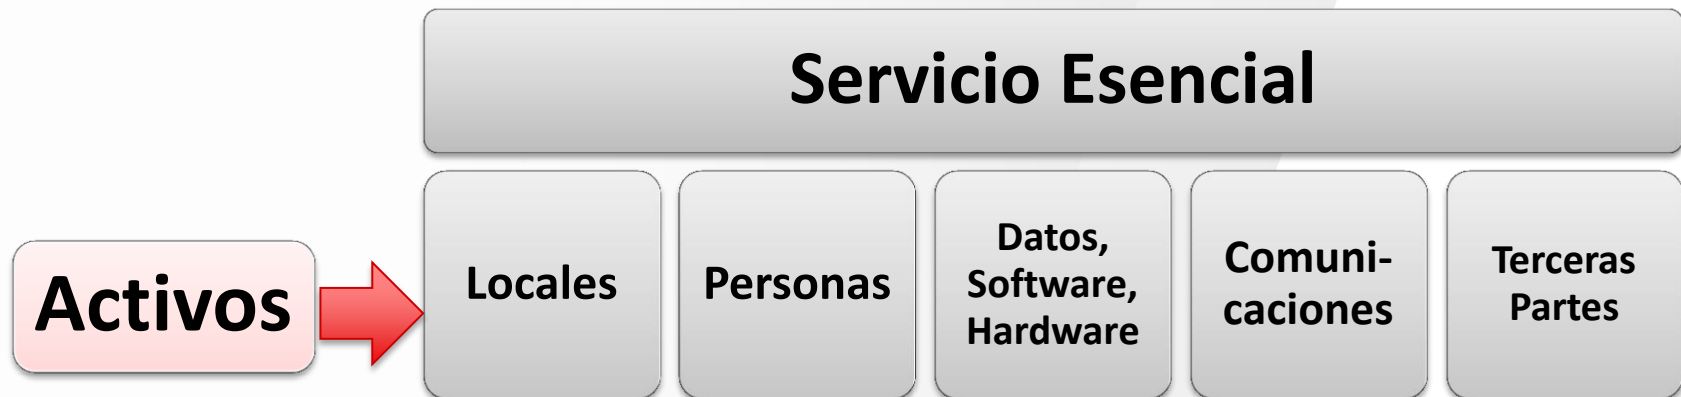 Servicio Esencial
Activos
Locales
Personas
Datos,
Software,
Hardware
Comuni-
caciones
Terceras
Partes